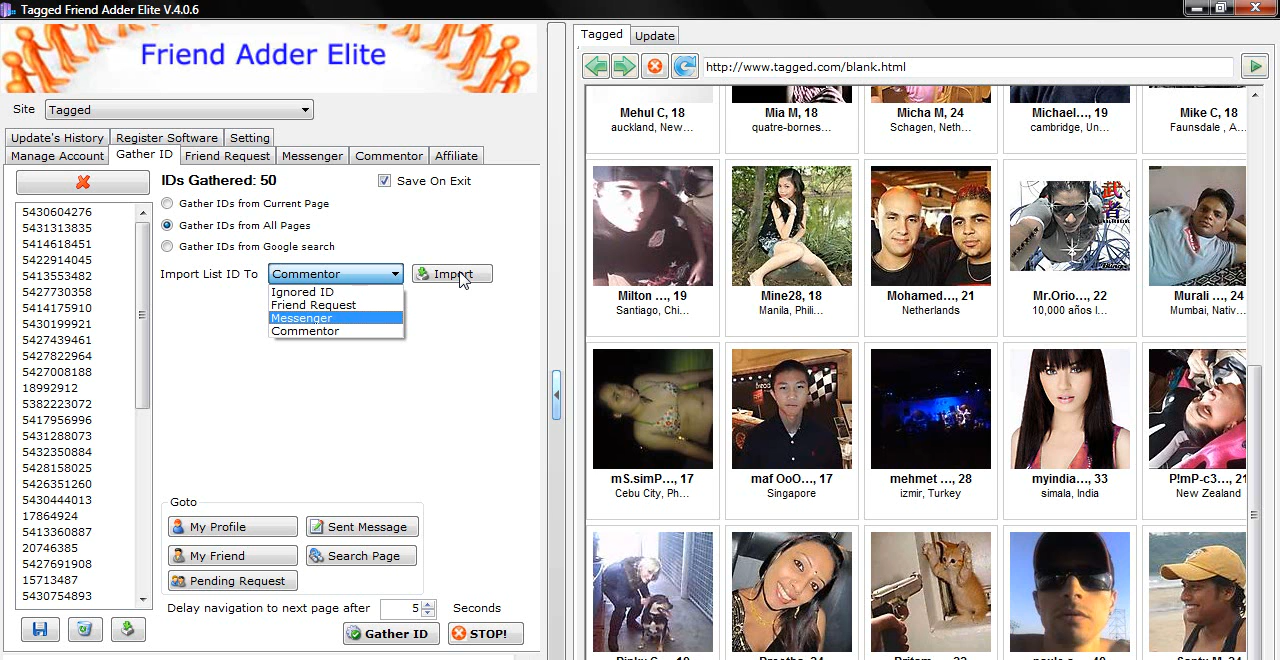 Tagged Friend Adder Elite V.4.0.6
Friend Adder Elite
Site Tagged
Update's History Register Software Setting
Manage Account Gather ID Friend Request Messenger Commentor Affiliate
IDs Gathered: 50 Save On Exit
Gather IDs from Current Page
Gather IDs from All Pages
Gather IDs from Google search
Import List ID To Commentor Import
Ignored ID
Friend Request
Messenger
Commentor
5430604276
5431313835
5414618451
5422914045
5413553482
5427730358
5414175910
5430199921
5427439461
5427822964
5427008188
18992912
5382223072
5417956996
5431288073
5432350884
5428158025
5426351260
5430444013
17864924
5413360887
20746385
5427691908
15713487
5430754893
Goto
My Profile Sent Message
My Friend Search Page
Pending Request
Delay navigation to next page after 5 Seconds
Gather ID STOP!
Tagged Update
http://www.tagged.com/blank.html
Mehul C, 18 Mia M, 18 Micha M, 24 Michael..., 19 Mike C, 18
auckland, New... quatre-bornes... Schagen, Neth... cambridge, Un... Faunsdale , A...
Milton ..., 19 Mine28, 18 Mohamed..., 21 Mr.Orio..., 22 Murali ..., 24
Santiago, Chi... Manila, Phili... Netherlands 10,000 años l... Mumbai, Nativ...
武者
mS.simP..., 17 maf OoO..., 17 mehmet ..., 28 myindia..., 33 P!mP-c3..., 21
Cebu City, Ph... Singapore izmir, Turkey simala, India New Zealand